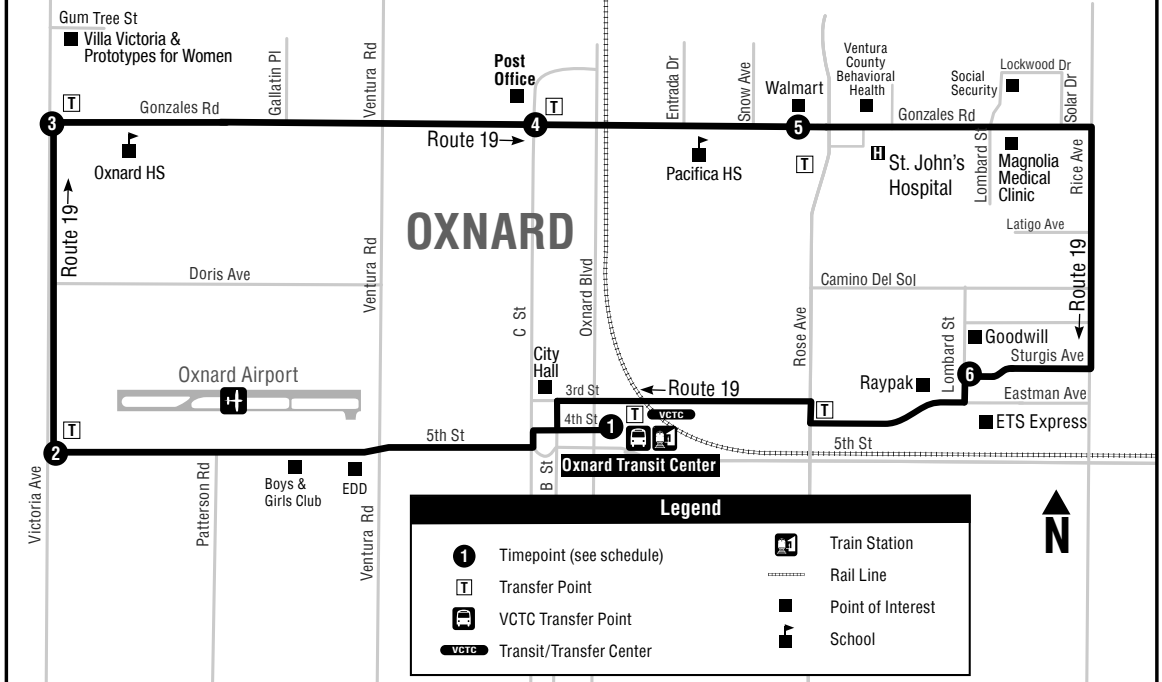 Gum Tree St
Villa Victoria &
Prototypes for Women
T
3
Gonzales Rd
Oxnard HS
Gallatin Pl
Ventura Rd
Post
Office
T
4
Route 19
Entrada Dr
Snow Ave
Pacifica HS
Walmart
5
T
Ventura
County
Behavioral
Health
Gonzales Rd
Social
Security
Lockwood Dr
Solar Dr
H
St. John's
Hospital
Lombard St
Magnolia
Medical
Clinic
Rice Ave
Latigo Ave
Route 19
OXNARD
Route 19
Doris Ave
Ventura Rd
C St
Oxnard Blvd
Rose Ave
Camino Del Sol
Lombard St
Goodwill
Sturgis Ave
6
Raypak
Eastman Ave
ETS Express
Oxnard Airport
City
Hall
3rd St
Route 19
4th St
1
T
VCTC
T
T
2
5th St
5th St
Oxnard Transit Center
B St
Victoria Ave
Patterson Rd
Boys &
Girls Club
EDD
Ventura Rd
N
Legend
1 Timepoint (see schedule)
T Transfer Point
VCTC Transfer Point
VCTC Transit/Transfer Center
Train Station
Rail Line
Point of Interest
School